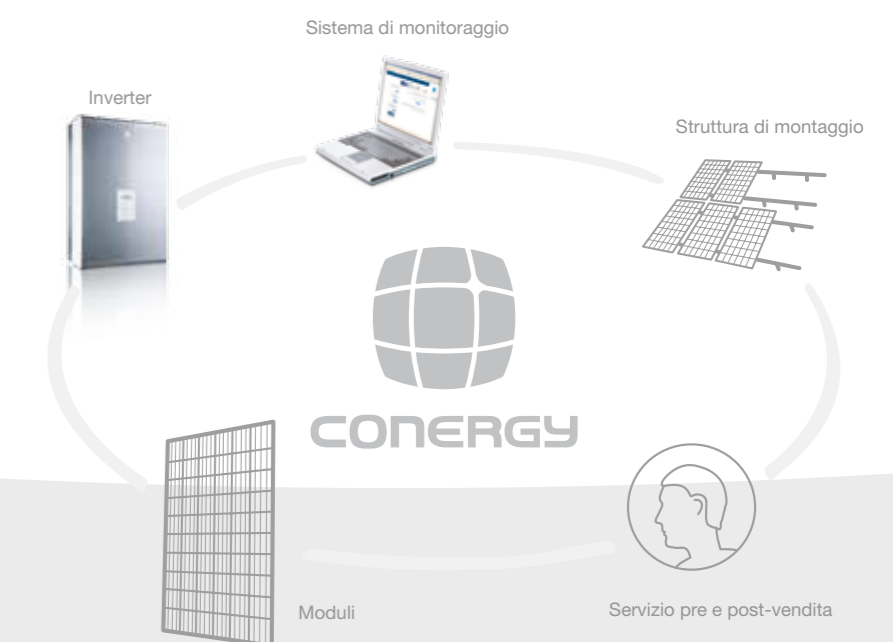 Sistema di monitoraggio
Inverter
Struttura di montaggio
CONERGY
Moduli
Servizio pre e post-vendita